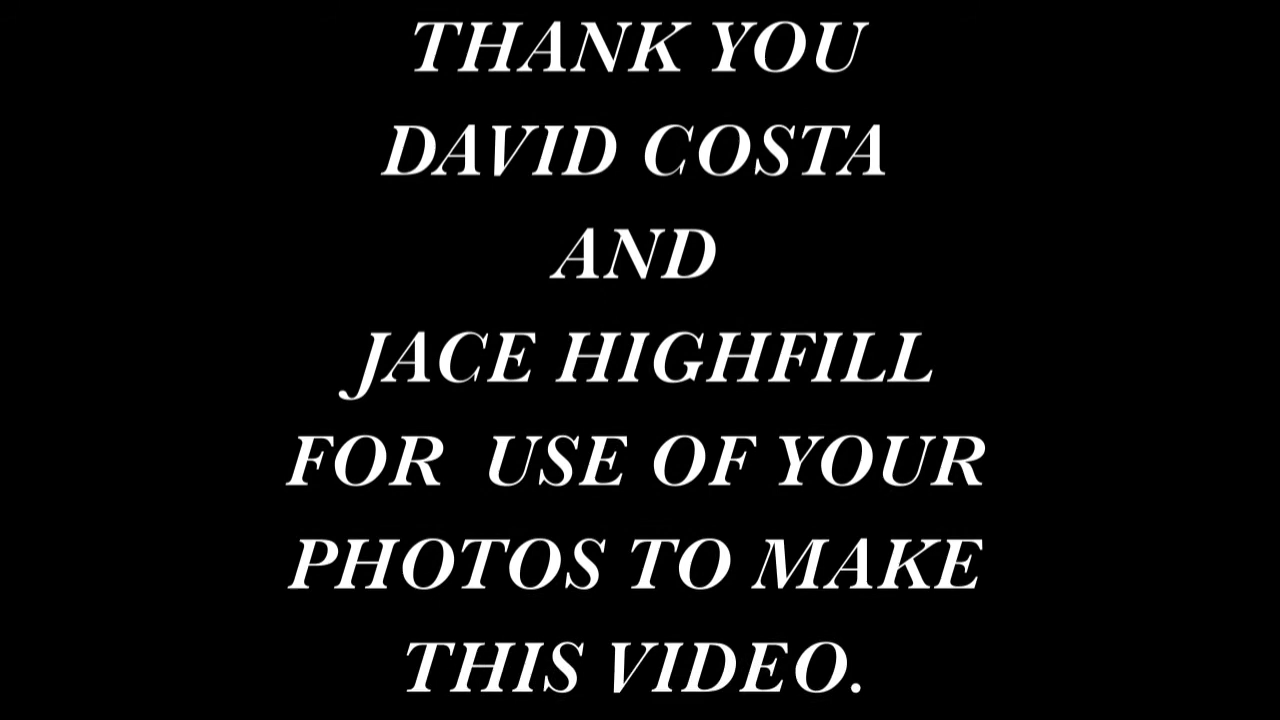 THANK YOU
DAVID COSTA
AND
JACE HIGHFILL
FOR  USE OF YOUR
PHOTOS TO MAKE
THIS VIDEO.